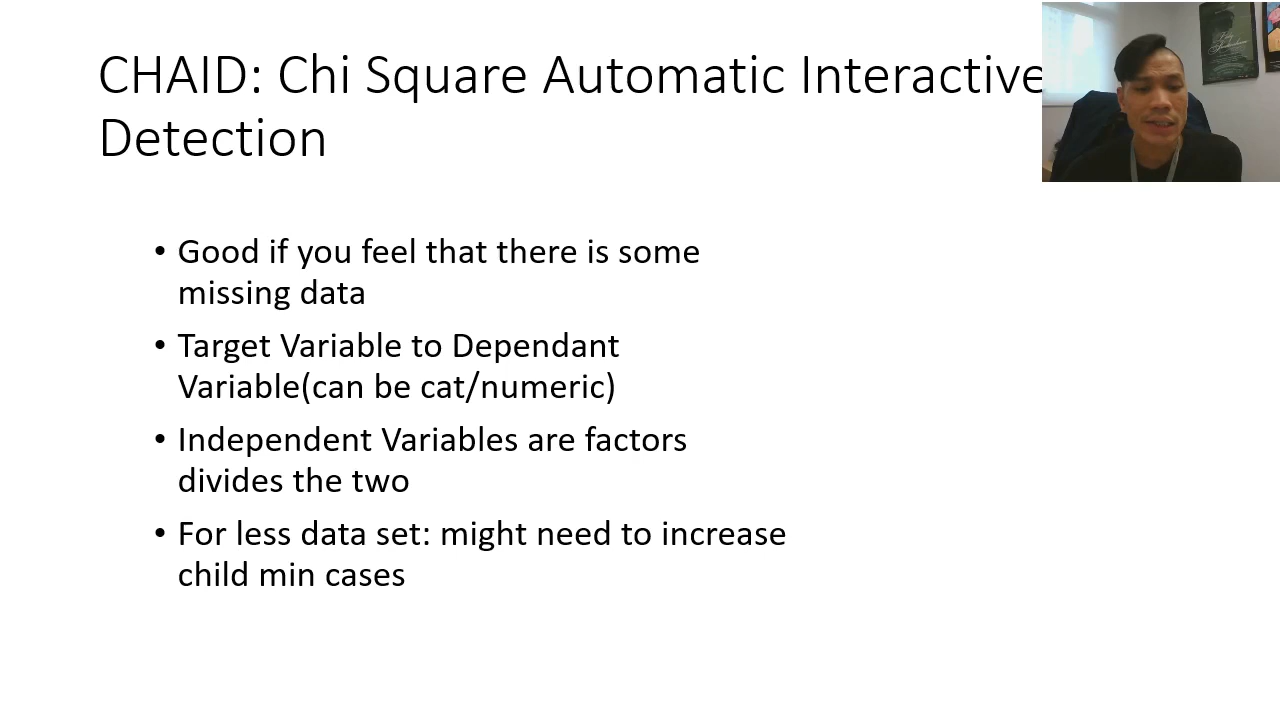 CHAID: Chi Square Automatic Interactive
Detection
• Good if you feel that there is some
missing data
• Target Variable to Dependant
Variable(can be cat/numeric)
• Independent Variables are factors
divides the two
• For less data set: might need to increase
child min cases